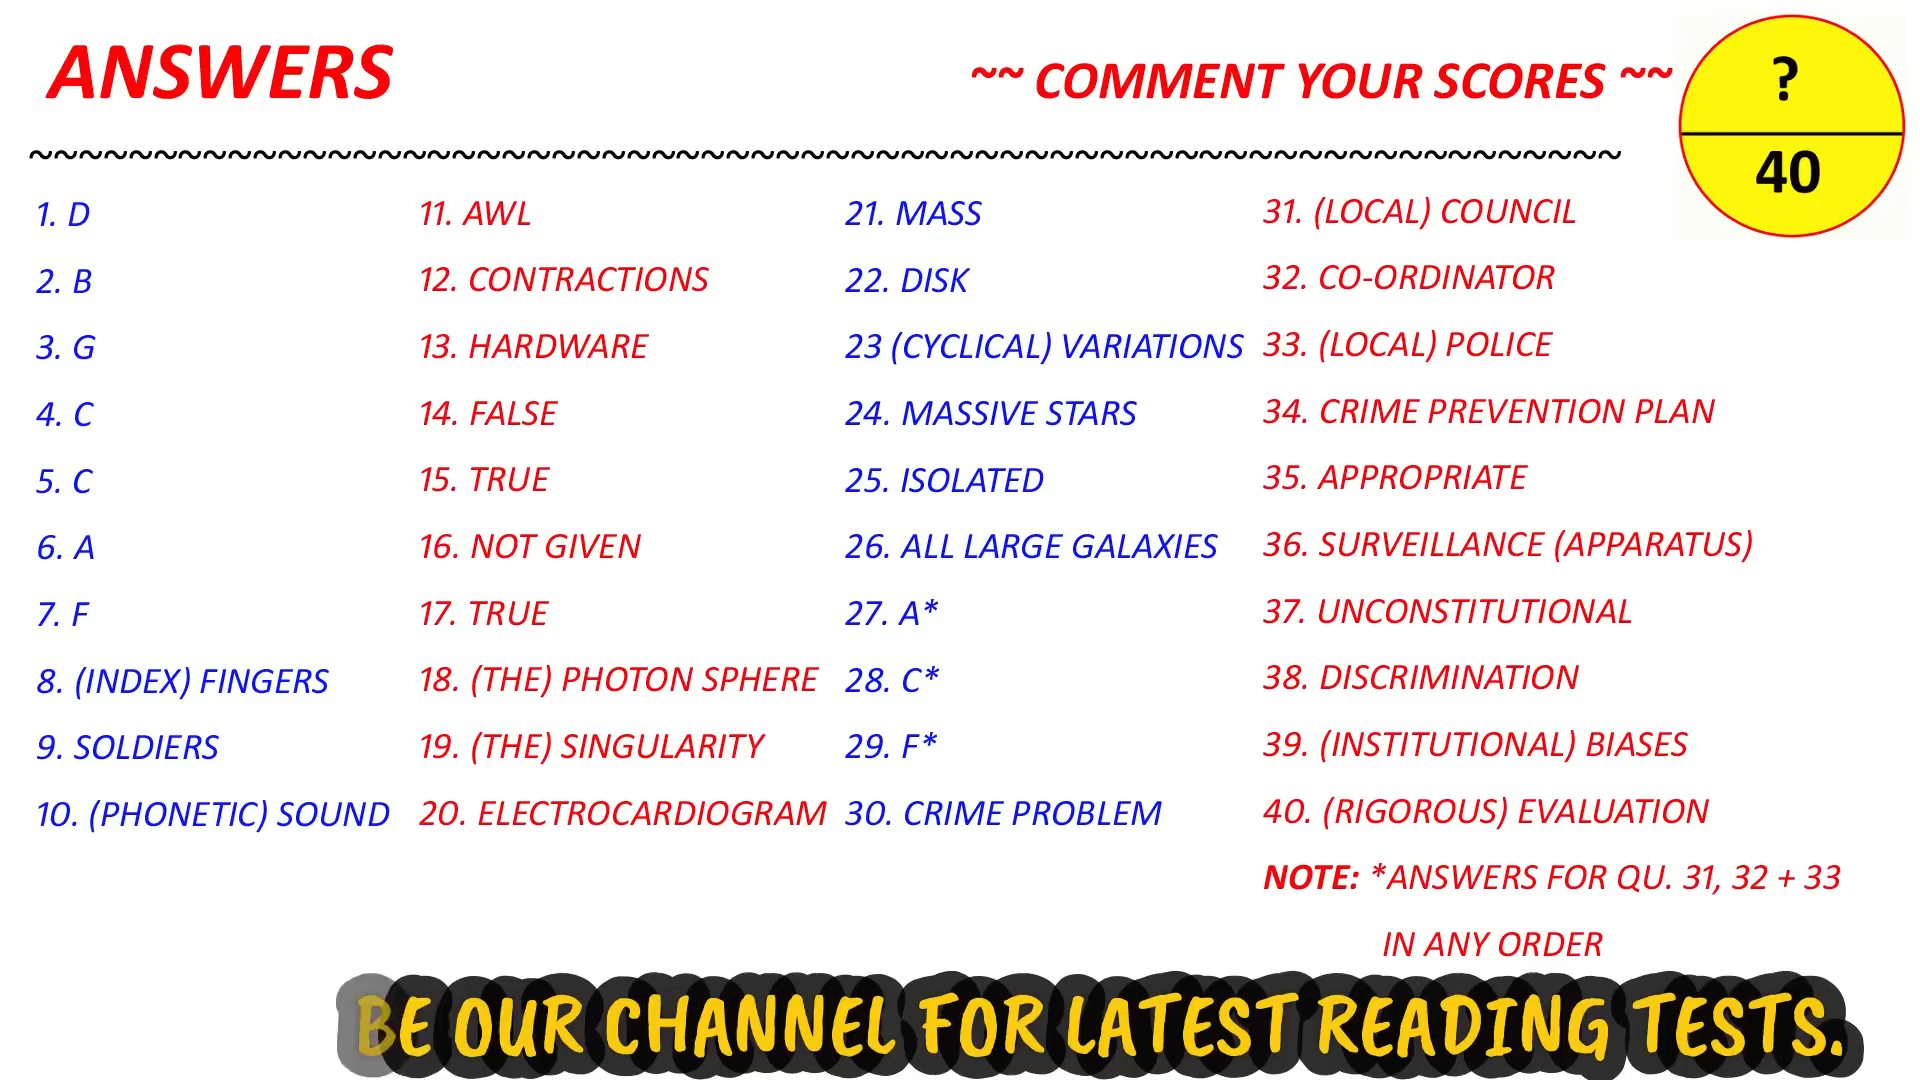 ANSWERS
~~ COMMENT YOUR SCORES ~~
?
40
~~~~~~~~~~~~~~~~~~~~~~~~~~~~~~~~~~~~~~~~~~~~~~~~~~~~~~~~~~~~~~~~
1. D
2. B
3. G
4. C
5. C
6. A
7. F
8. (INDEX) FINGERS
9. SOLDIERS
10. (PHONETIC) SOUND
11. AWL
12. CONTRACTIONS
13. HARDWARE
14. FALSE
15. TRUE
16. NOT GIVEN
17. TRUE
18. (THE) PHOTON SPHERE
19. (THE) SINGULARITY
20. ELECTROCARDIOGRAM
21. MASS
22. DISK
23 (CYCLICAL) VARIATIONS
24. MASSIVE STARS
25. ISOLATED
26. ALL LARGE GALAXIES
27. A*
28. C*
29. F*
30. CRIME PROBLEM
31. (LOCAL) COUNCIL
32. CO-ORDINATOR
33. (LOCAL) POLICE
34. CRIME PREVENTION PLAN
35. APPROPRIATE
36. SURVEILLANCE (APPARATUS)
37. UNCONSTITUTIONAL
38. DISCRIMINATION
39. (INSTITUTIONAL) BIASES
40. (RIGOROUS) EVALUATION
NOTE: *ANSWERS FOR QU. 31, 32 + 33
IN ANY ORDER
BE OUR CHANNEL FOR LATEST READING TESTS.